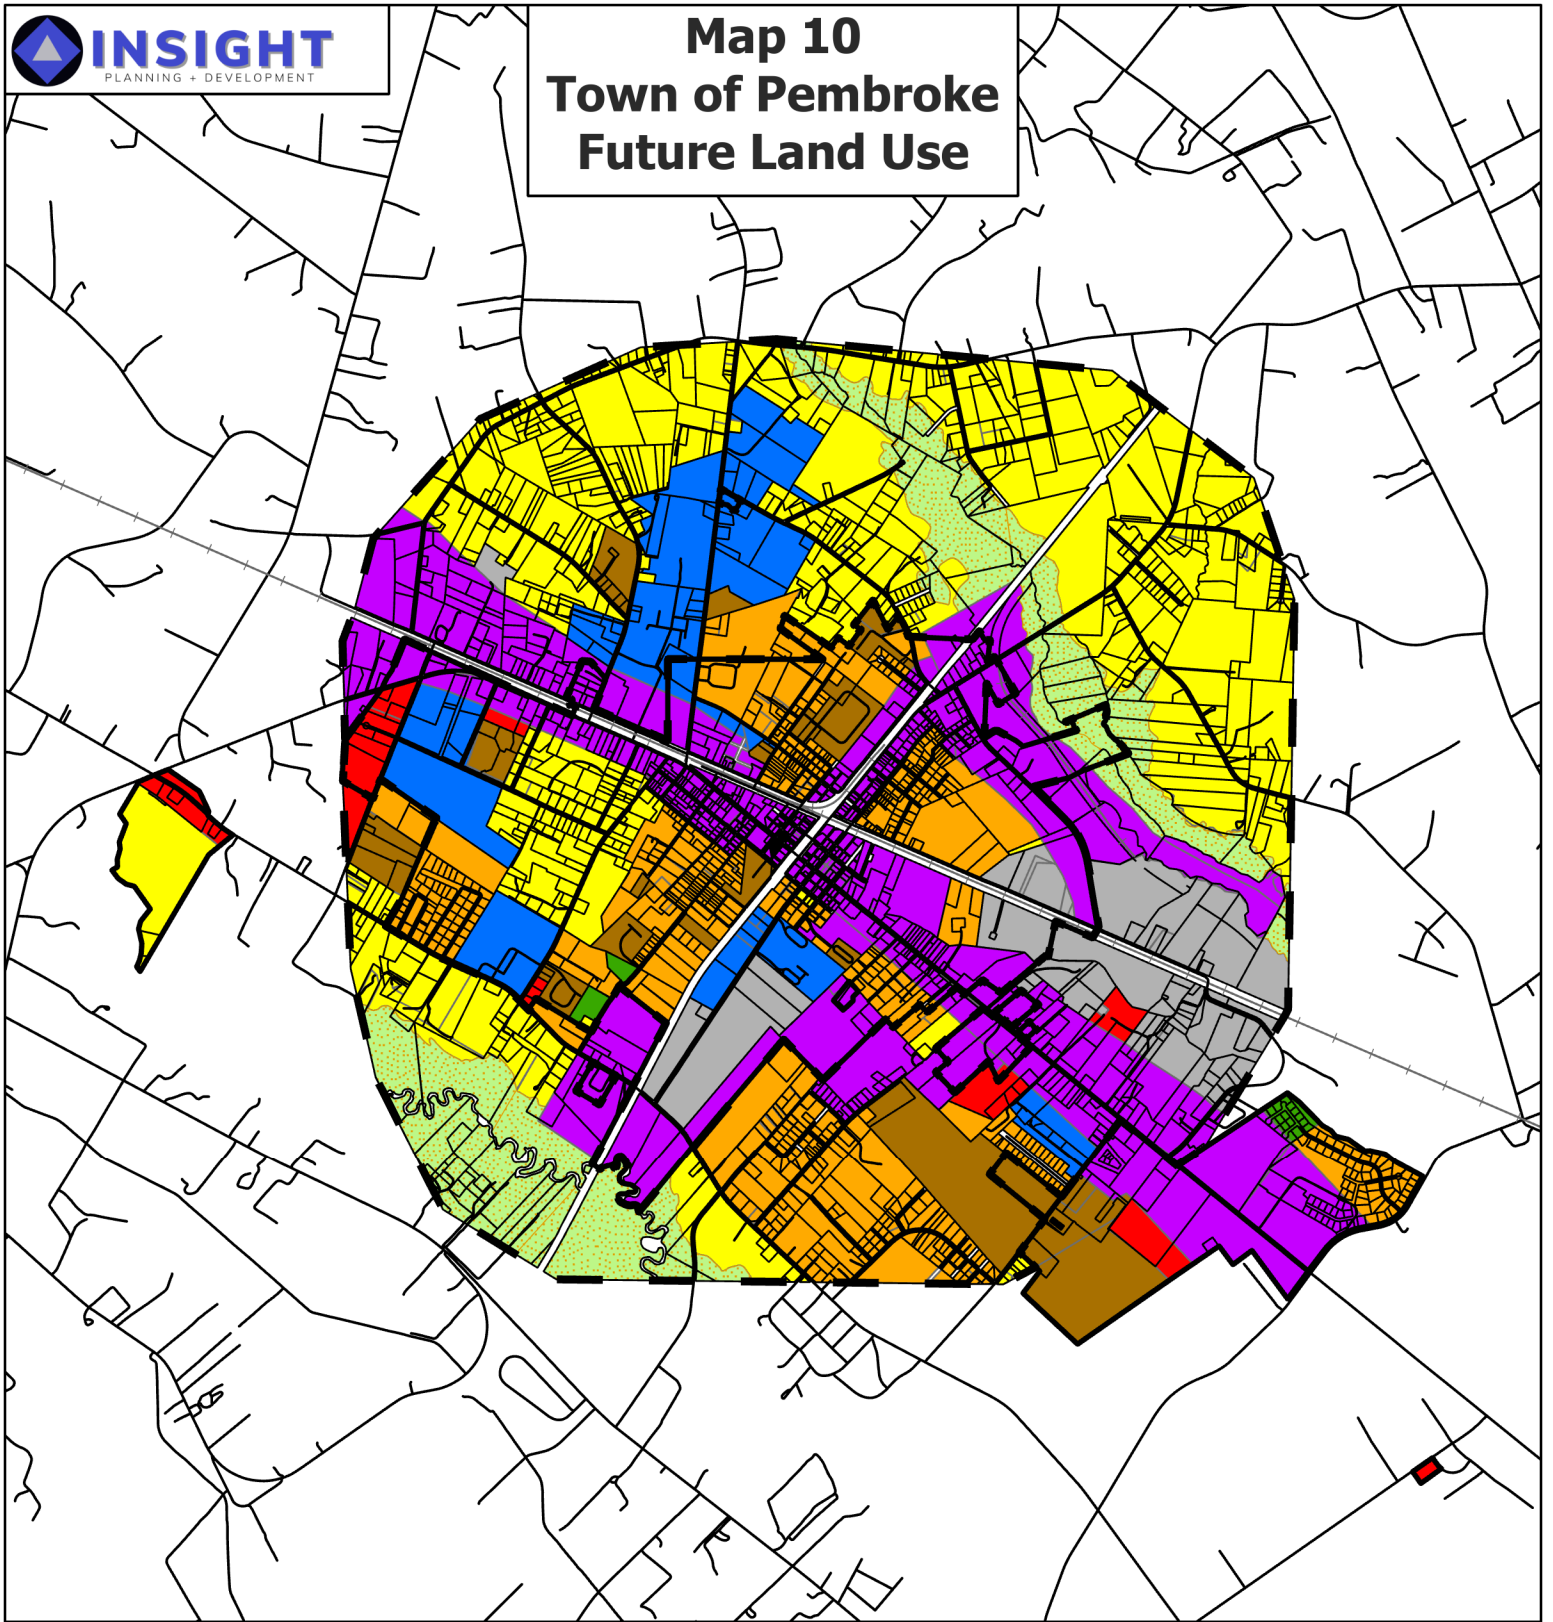 INSIGHT
PLANNING + DEVELOPMENT
Map 10
Town of Pembroke
Future Land Use